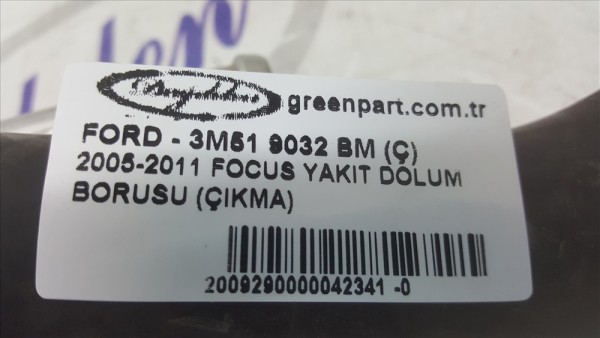 greenpart.com.tr
FORD - 3M51 9032 BM (Ç)
2005-2011 FOCUS YAKIT DOLUM
BORUSU (ÇIKMA)
2009290000042341 -0